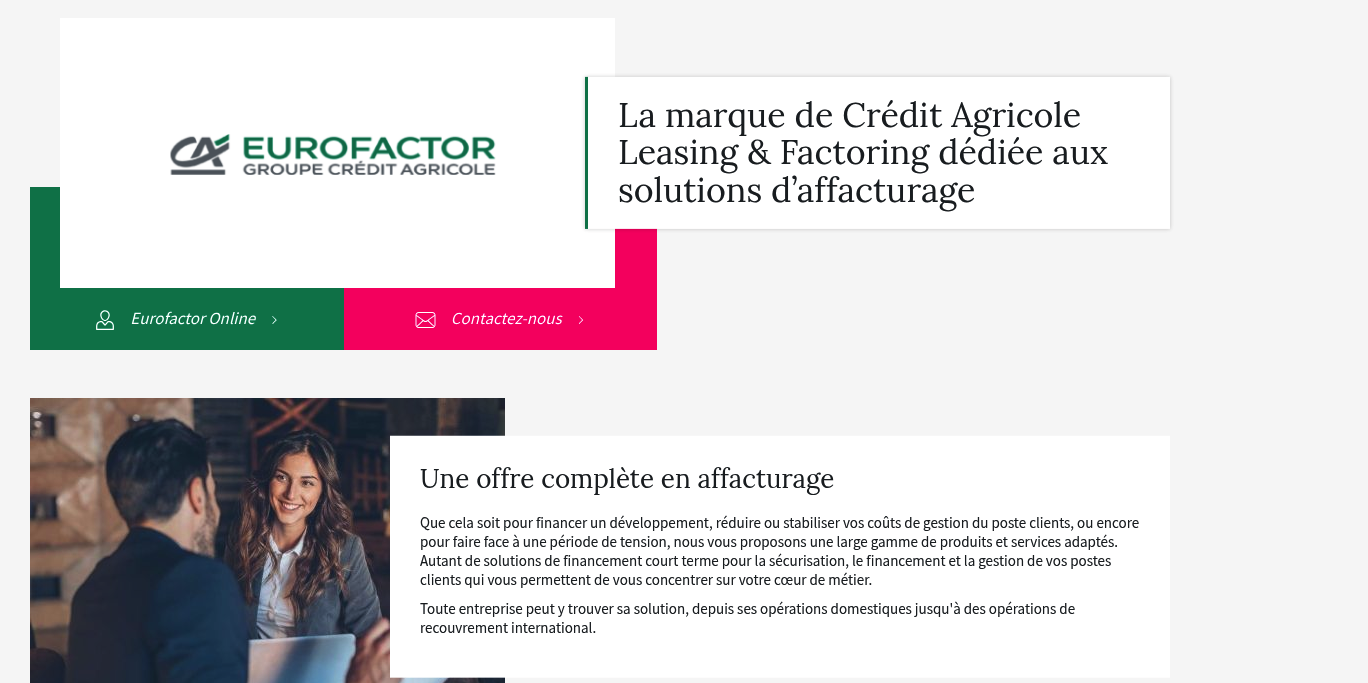 EUROFACTOR
GROUPE CRÉDIT AGRICOLE
La marque de Crédit Agricole
Leasing & Factoring dédiée aux
solutions d’affacturage
Eurofactor Online
Contactez-nous
Une offre complète en affacturage
Que cela soit pour financer un développement, réduire ou stabiliser vos coûts de gestion du poste clients, ou encore
pour faire face à une période de tension, nous vous proposons une large gamme de produits et services adaptés.
Autant de solutions de financement court terme pour la sécurisation, le financement et la gestion de vos postes
clients qui vous permettent de vous concentrer sur votre cœur de métier.
Toute entreprise peut y trouver sa solution, depuis ses opérations domestiques jusqu'à des opérations de
recouvrement international.